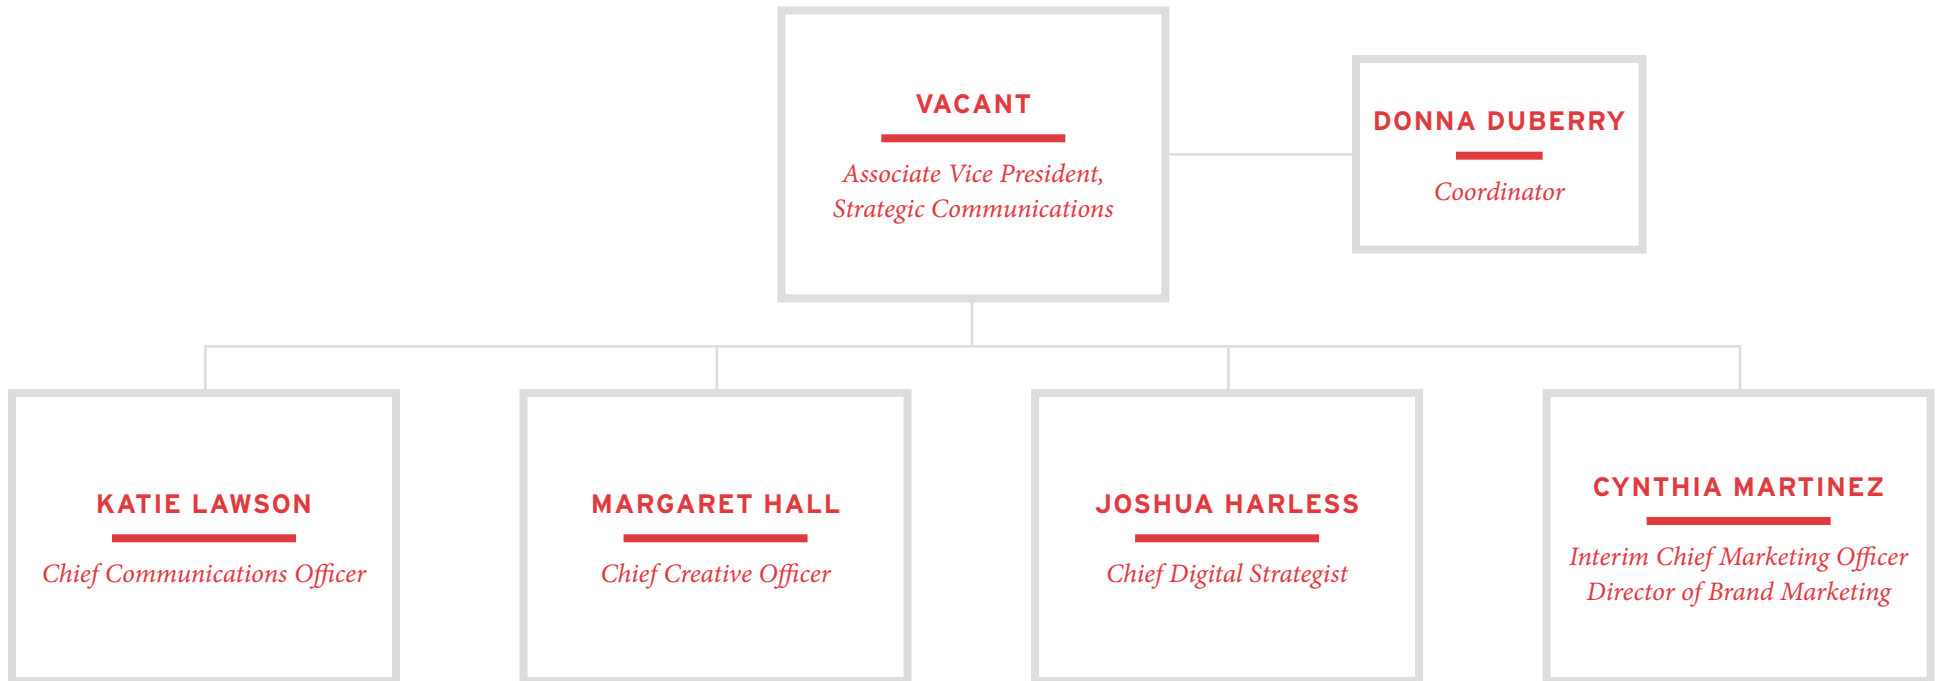 VACANT
Associate Vice President,
Strategic Communications
DONNA DUBERRY
Coordinator
KATIE LAWSON
Chief Communications Officer
MARGARET HALL
Chief Creative Officer
JOSHUA HARLESS
Chief Digital Strategist
CYNTHIA MARTINEZ
Interim Chief Marketing Officer
Director of Brand Marketing